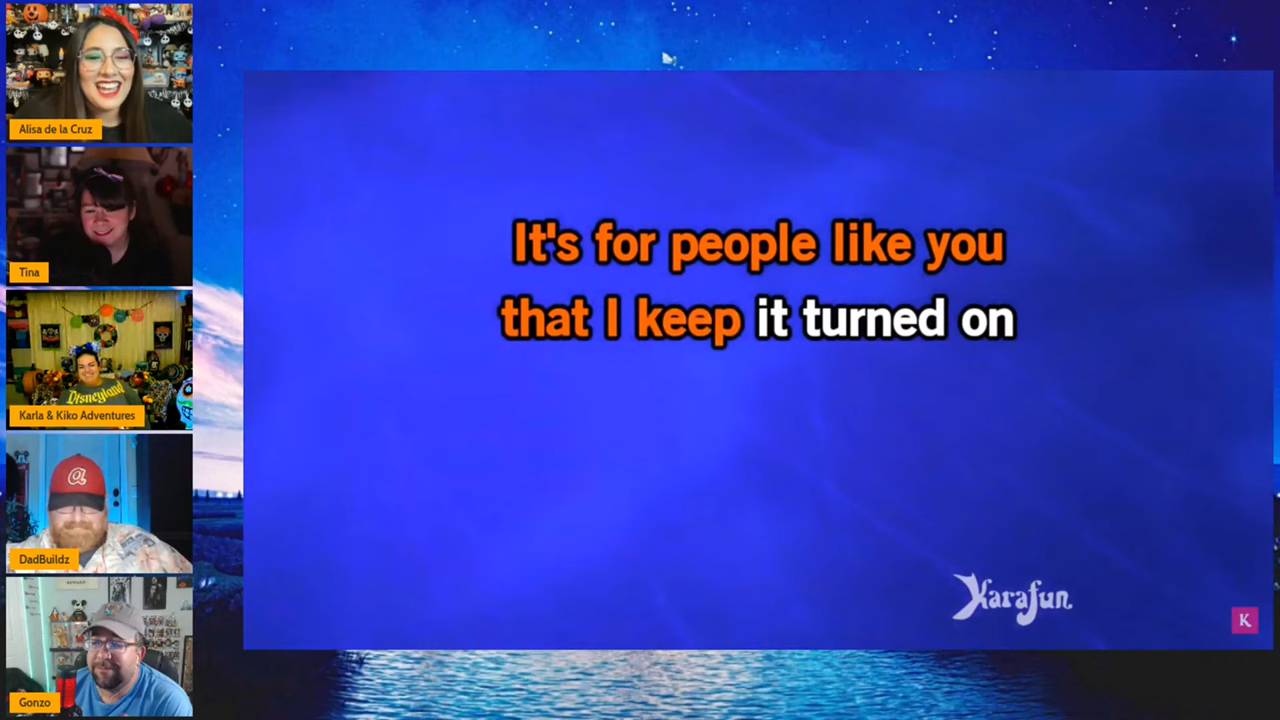 Alisa de la Cruz
Tina
Disneyland
Karla & Kiko Adventures
a
DadBuildz
Gonzo
It's for people like you
that I keep it turned on
Karafun
K